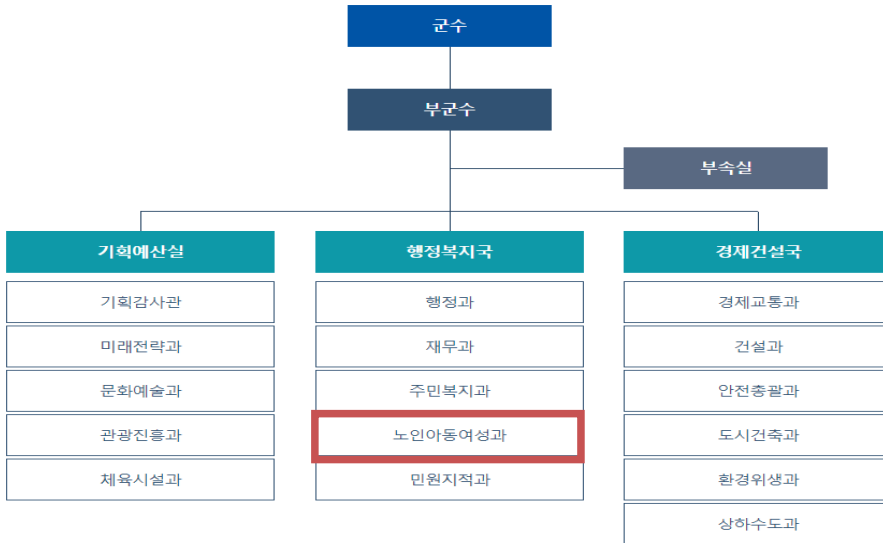 군수
부군수
부속실
기획예산실
기획감사관
미래전략과
문화예술과
관광진흥과
체육시설과
행정복지국
행정과
재무과
주민복지과
노인아동여성과
민원지적과
경제건설국
경제교통과
건설과
안전총괄과
도시건축과
환경위생과
상하수도과